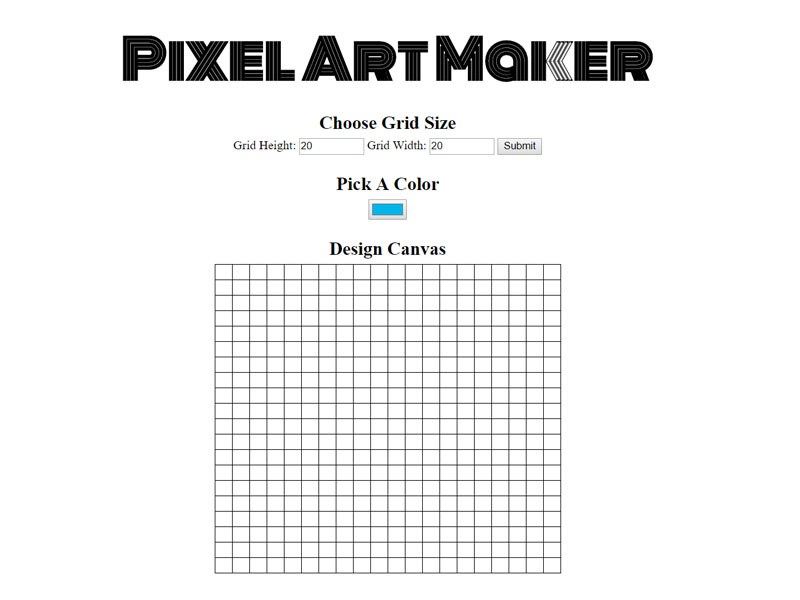 Pixel Art Maker
Choose Grid Size
Grid Height: 20 Grid Width: 20 Submit
Pick A Color
Design Canvas